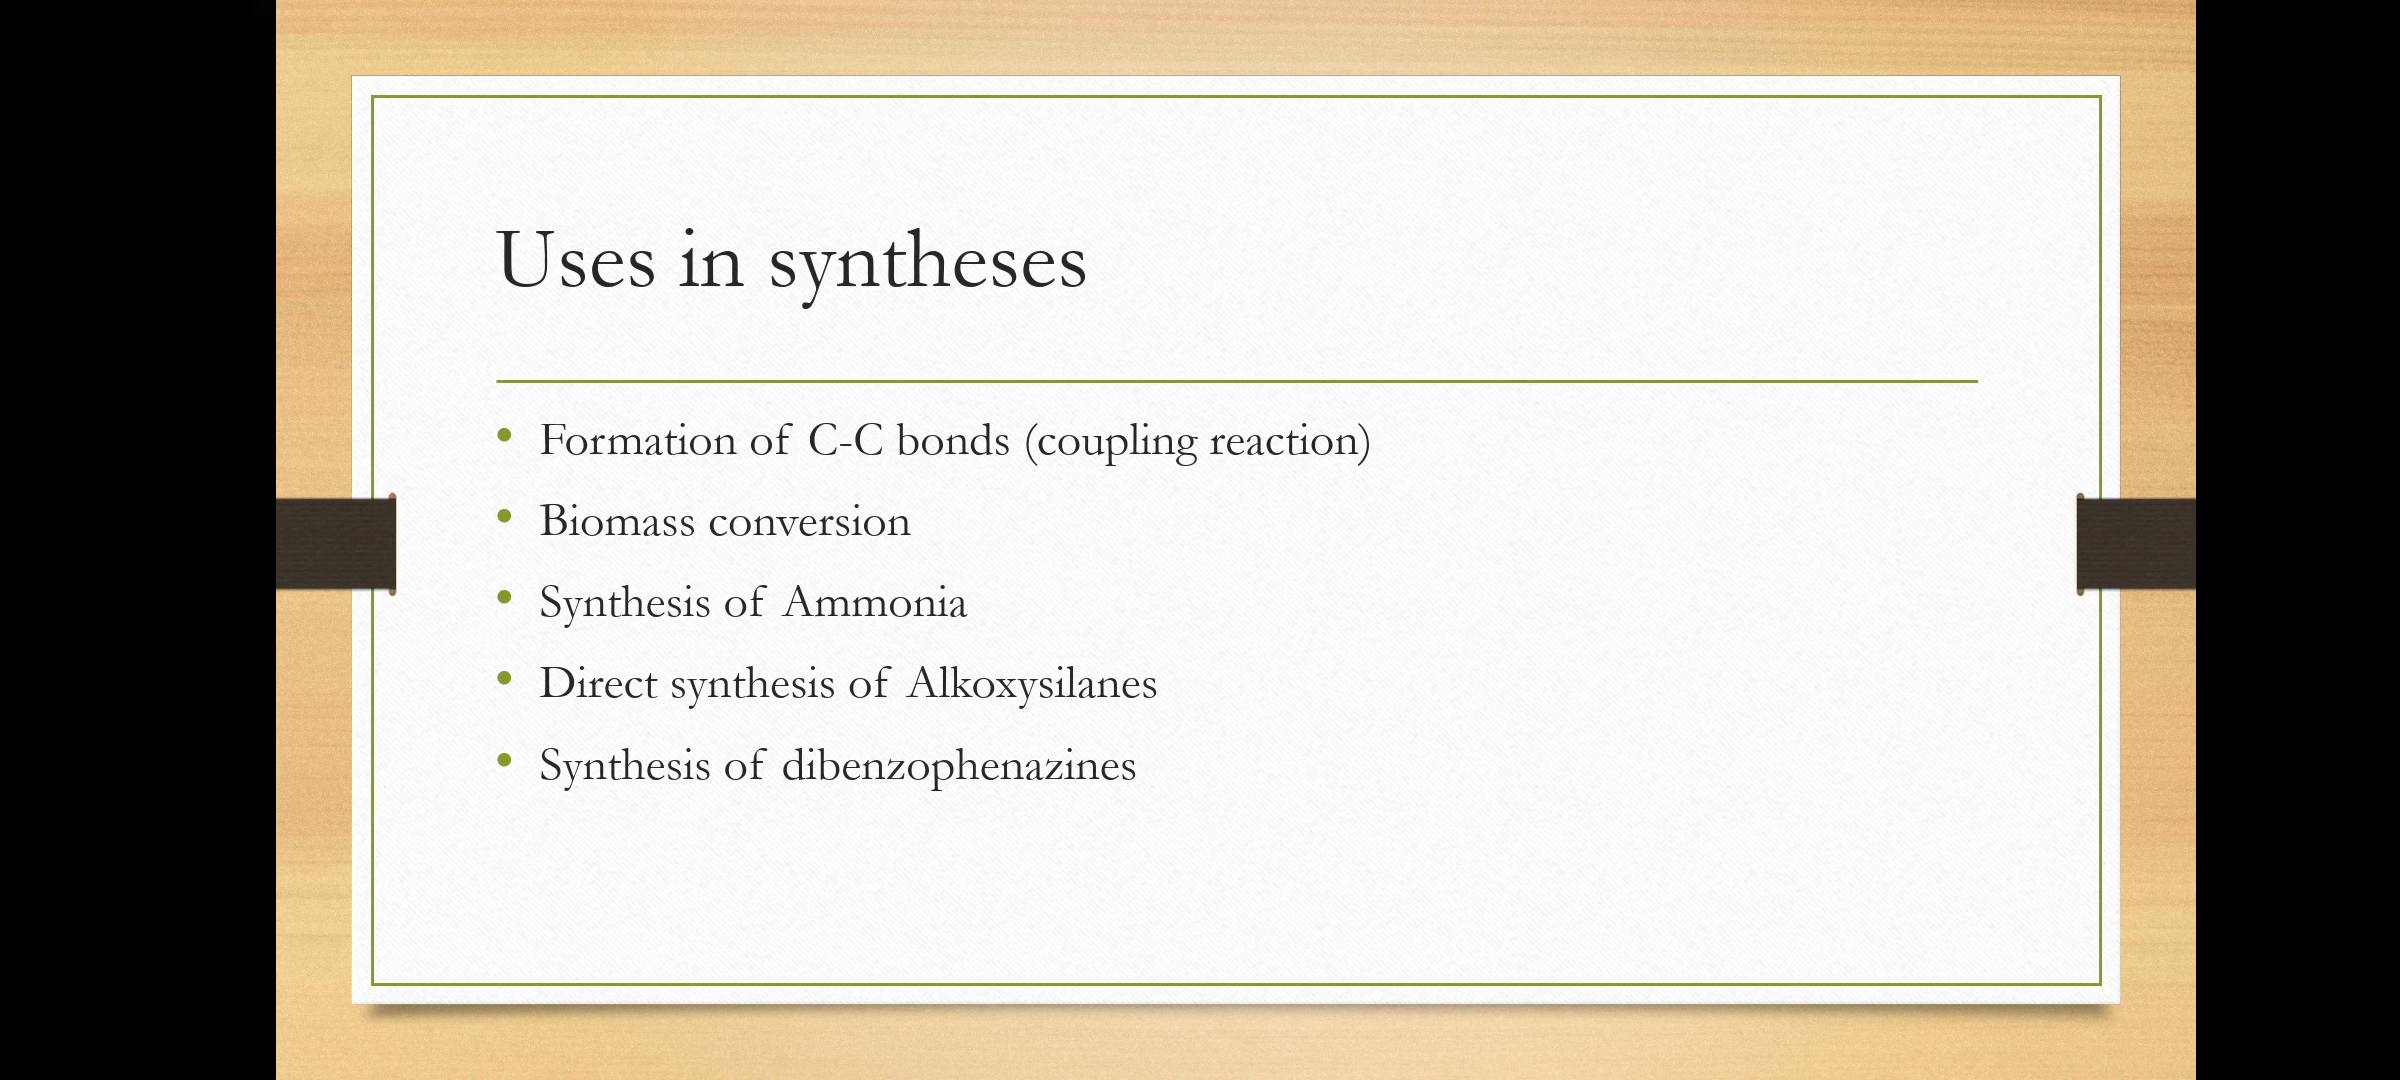 Uses in syntheses
• Formation of C-C bonds (coupling reaction)
• Biomass conversion
• Synthesis of Ammonia
• Direct synthesis of Alkoxysilanes
• Synthesis of dibenzophenazines